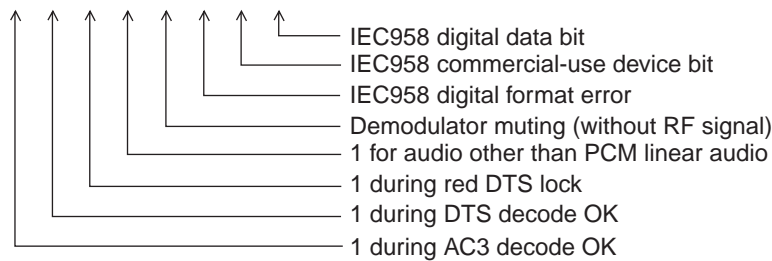 IEC958 digital data bit
IEC958 commercial-use device bit
IEC958 digital format error
Demodulator muting (without RF signal)
1 for audio other than PCM linear audio
1 during red DTS lock
1 during DTS decode OK
1 during AC3 decode OK